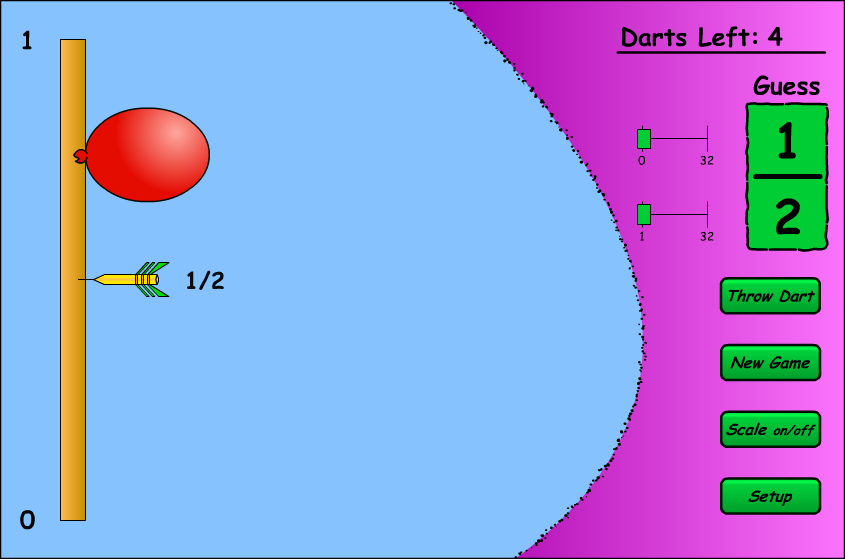 1
Darts Left: 4
Guess
1
2
0 32
1 32
1/2
Throw Dart
New Game
Scale on/off
Setup
0